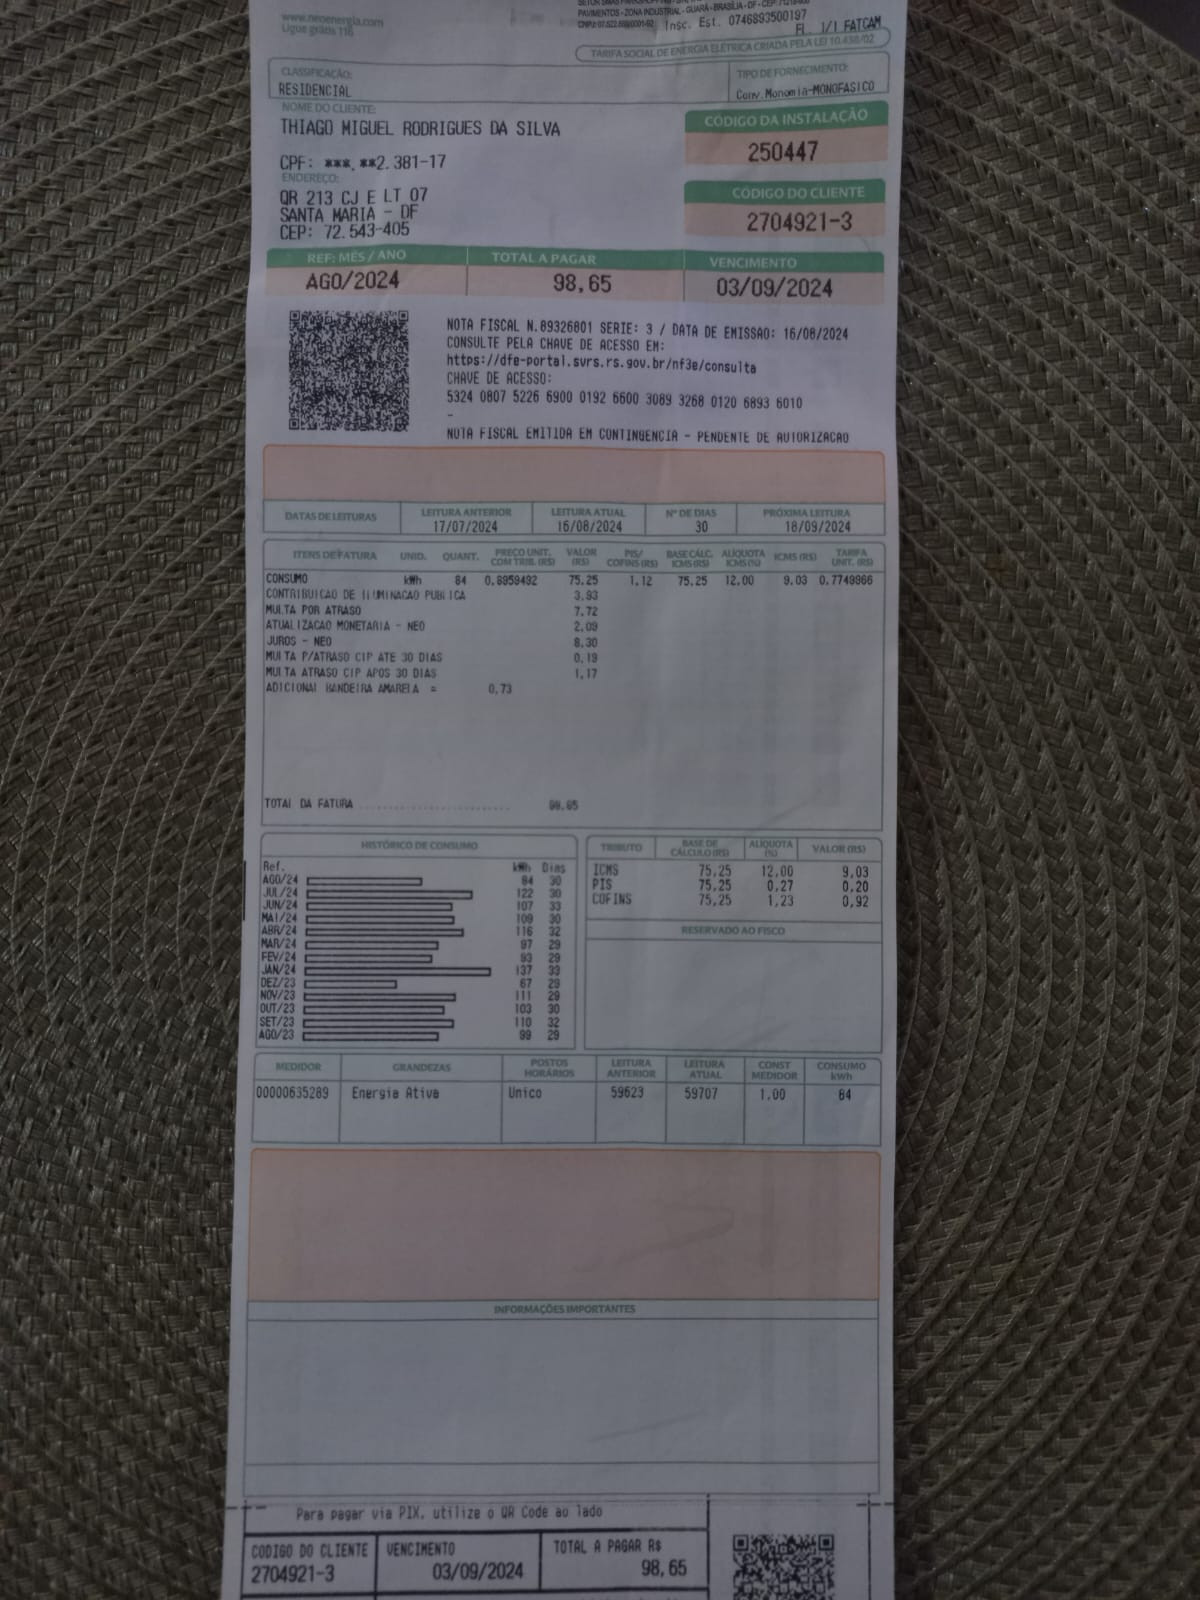 www.neoenergia.com
Ligue grátis 116
PAVIMENTOS - ZONA INDUSTRIAL - GUARÁ - BRASÍLIA - DF - CEP:
Insc. Est. 0746893500197
FL. 1/1 FATCAM
TARIFA SOCIAL DE ENERGIA ELÉTRICA CRIADA PELA LEI 10.438/02
CLASSIFICAÇÃO:
RESIDENCIAL
TIPO DE FORNECIMENTO:
Conv.Monomia-MONOFASICO
NOME DO CLIENTE:
THIAGO MIGUEL RODRIGUES DA SILVA
CPF: ***.**2.381-17
ENDEREÇO:
QR 213 CJ E LT 07
SANTA MARIA - DF
CEP: 72.543-405
CÓDIGO DA INSTALAÇÃO
250447
CÓDIGO DO CLIENTE
2704921-3
REF: MÊS / ANO TOTAL A PAGAR VENCIMENTO
AGO/2024 98,65 03/09/2024
NOTA FISCAL N.89326801 SERIE: 3 / DATA DE EMISSAO: 16/08/2024
CONSULTE PELA CHAVE DE ACESSO EM:
https://dfe-portal.svrs.rs.gov.br/nf3e/consulta
CHAVE DE ACESSO:
5324 0807 5226 6900 0192 6600 3089 3268 0120 6893 6010
-
NOTA FISCAL EMITIDA EM CONTINGENCIA - PENDENTE DE AUTORIZACAO
DATAS DE LEITURAS LEITURA ANTERIOR LEITURA ATUAL Nº DE DIAS PRÓXIMA LEITURA
17/07/2024 16/08/2024 30 18/09/2024
ITENS DE FATURA UNID. QUANT. PREÇO UNIT. COM TRIB. (R$) VALOR (R$) PIS/ COFINS (R$) BASE CÁLC. ICMS (R$) ALÍQUOTA ICMS (%) ICMS (R$) TARIFA UNIT. (R$)
CONSUMO kWh 84 0.8959492 75.25 1,12 75.25 12,00 9.03 0.7749966
CONTRIBUICAO DE ILUMINACAO PUBLICA 3.93
MULTA POR ATRASO 7.72
ATUALIZACAO MONETARIA - NEO 2.09
JUROS - NEO 8.30
MULTA P/ATRASO CIP ATE 30 DIAS 0,19
MULTA ATRASO CIP APOS 30 DIAS 1,17
ADICIONAL BANDEIRA AMARELA = 0,73
TOTAL DA FATURA .......................... 98.65
HISTÓRICO DE CONSUMO
Ref. kWh Dias
AGO/24 84 30
JUL/24 122 30
JUN/24 107 33
MAI/24 109 30
ABR/24 116 32
MAR/24 97 29
FEV/24 93 29
JAN/24 137 33
DEZ/23 67 29
NOV/23 111 29
OUT/23 103 30
SET/23 110 32
AGO/23 99 29
TRIBUTO BASE DE CÁLCULO (R$) ALÍQUOTA (%) VALOR (R$)
ICMS 75,25 12,00 9,03
PIS 75,25 0,27 0,20
COFINS 75,25 1,23 0,92
RESERVADO AO FISCO
MEDIDOR GRANDEZAS POSTOS HORÁRIOS LEITURA ANTERIOR LEITURA ATUAL CONST MEDIDOR CONSUMO kWh
00000635289 Energia Ativa Unico 59623 59707 1.00 84
INFORMAÇÕES IMPORTANTES
Para pagar via PIX, utilize o QR Code ao lado
CODIGO DO CLIENTE VENCIMENTO TOTAL A PAGAR R$
2704921-3 03/09/2024 98,65